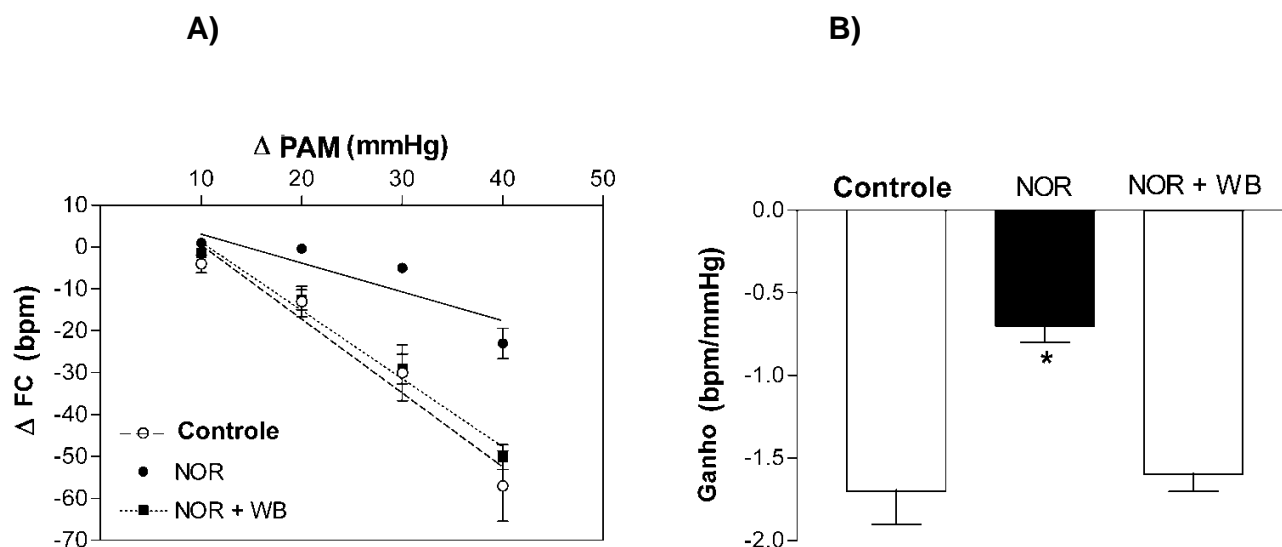 A)
Δ PAM (mmHg)
10 20 30 40 50
10
0
-10
-20
-30
-40
-50
-60
-70
Δ FC (bpm)
Controle
NOR
NOR + WB
B)
Controle NOR NOR + WB
0.0
-0.5
-1.0
-1.5
-2.0
Ganho (bpm/mmHg)
*